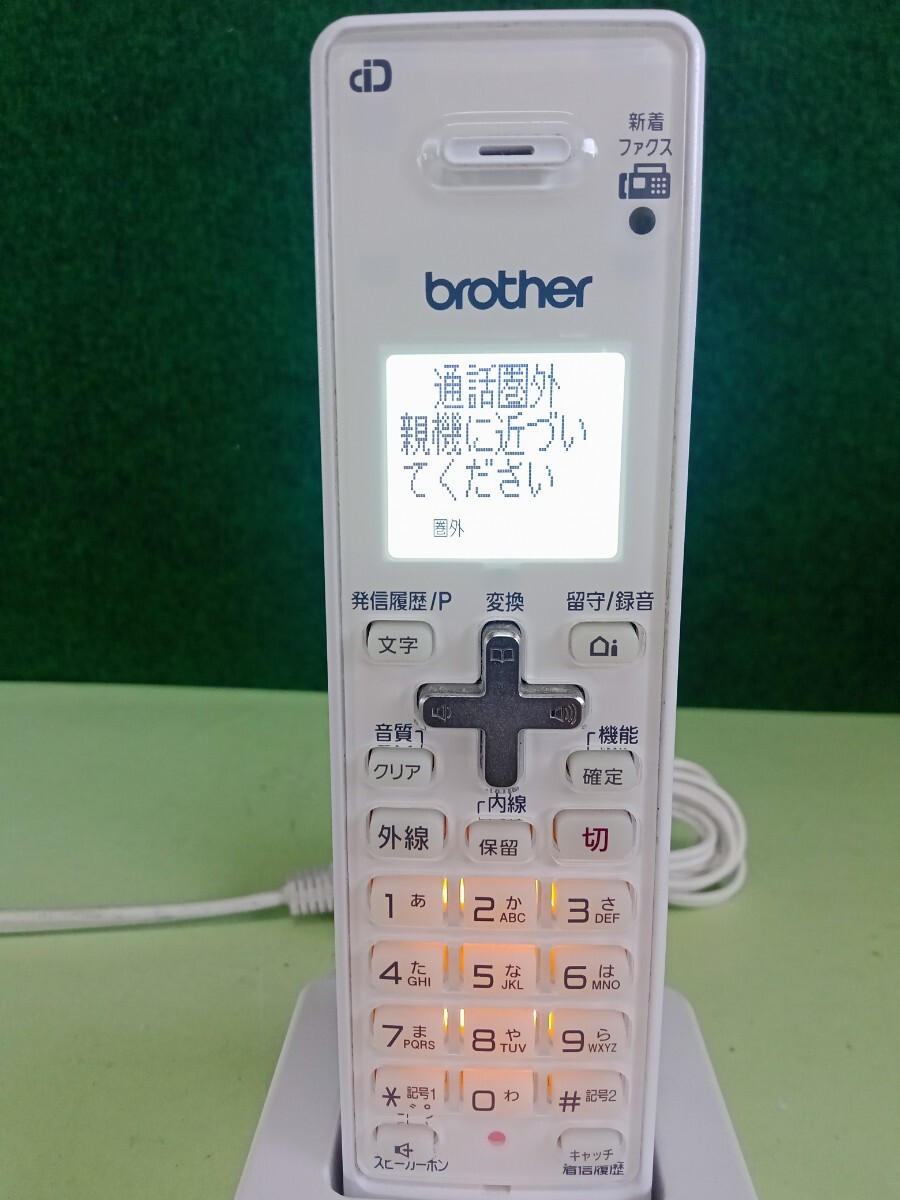 新着
ファクス
brother
通話圏外
親機に近づい
てください
圏外
発信履歴/P 変換 留守/録音
文字
音質 機能
クリア 確定
内線
外線 保留 切
1 あ 2 か ABC 3 さ DEF
4 た GHI 5 な JKL 6 は MNO
7 ま PQRS 8 や TUV 9 ら WXYZ
* 記号1 0 わ # 記号2
スピーカーホン キャッチ
着信履歴